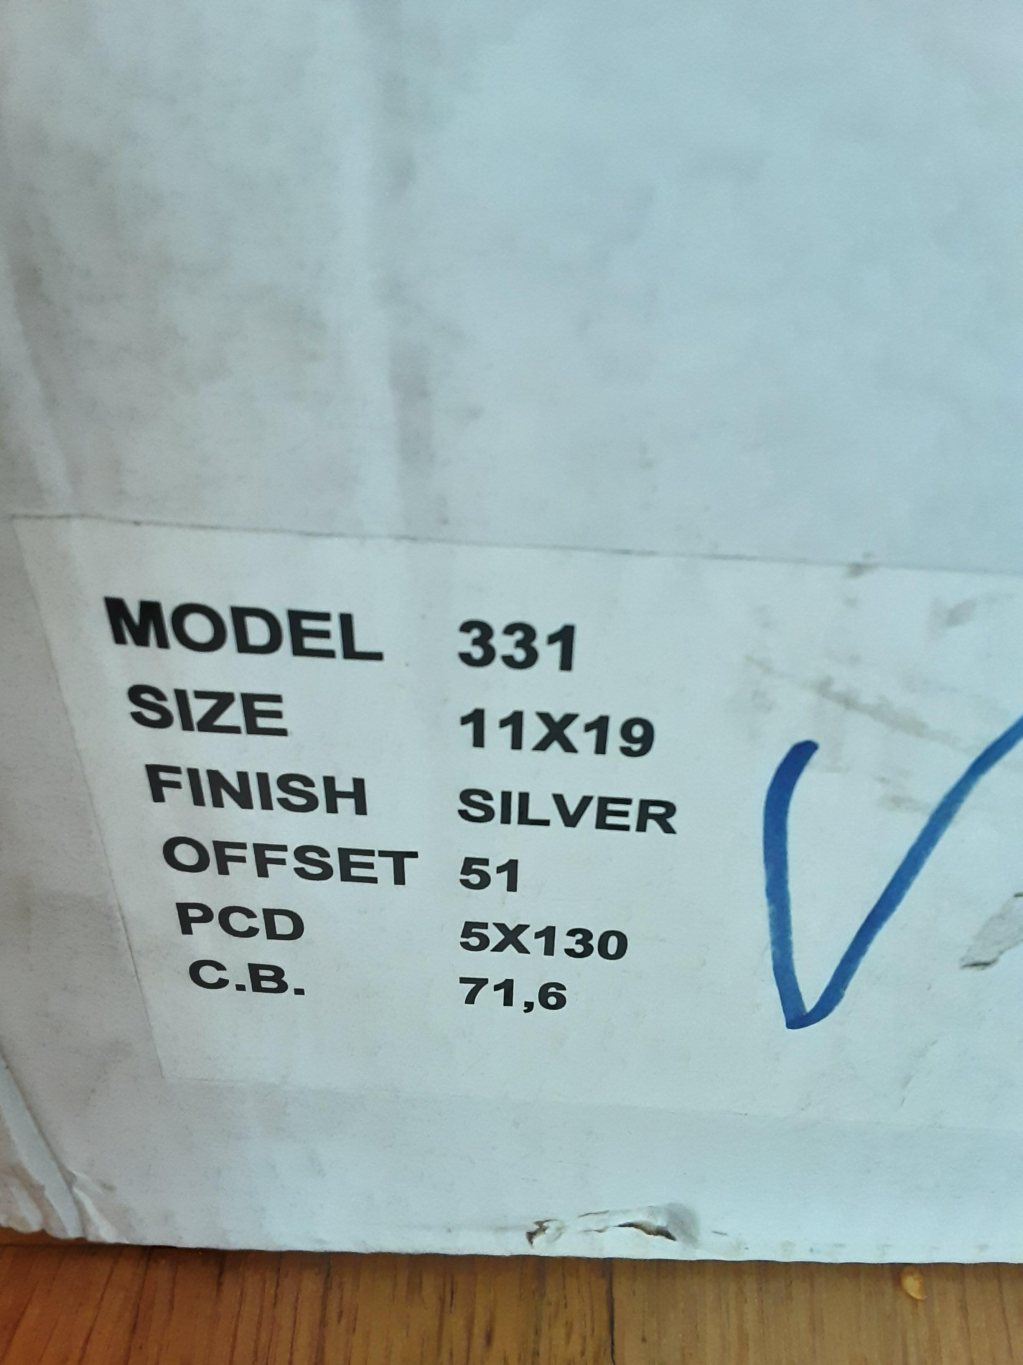 MODEL 331
SIZE 11X19
FINISH SILVER
OFFSET 51
PCD 5X130
C.B. 71,6